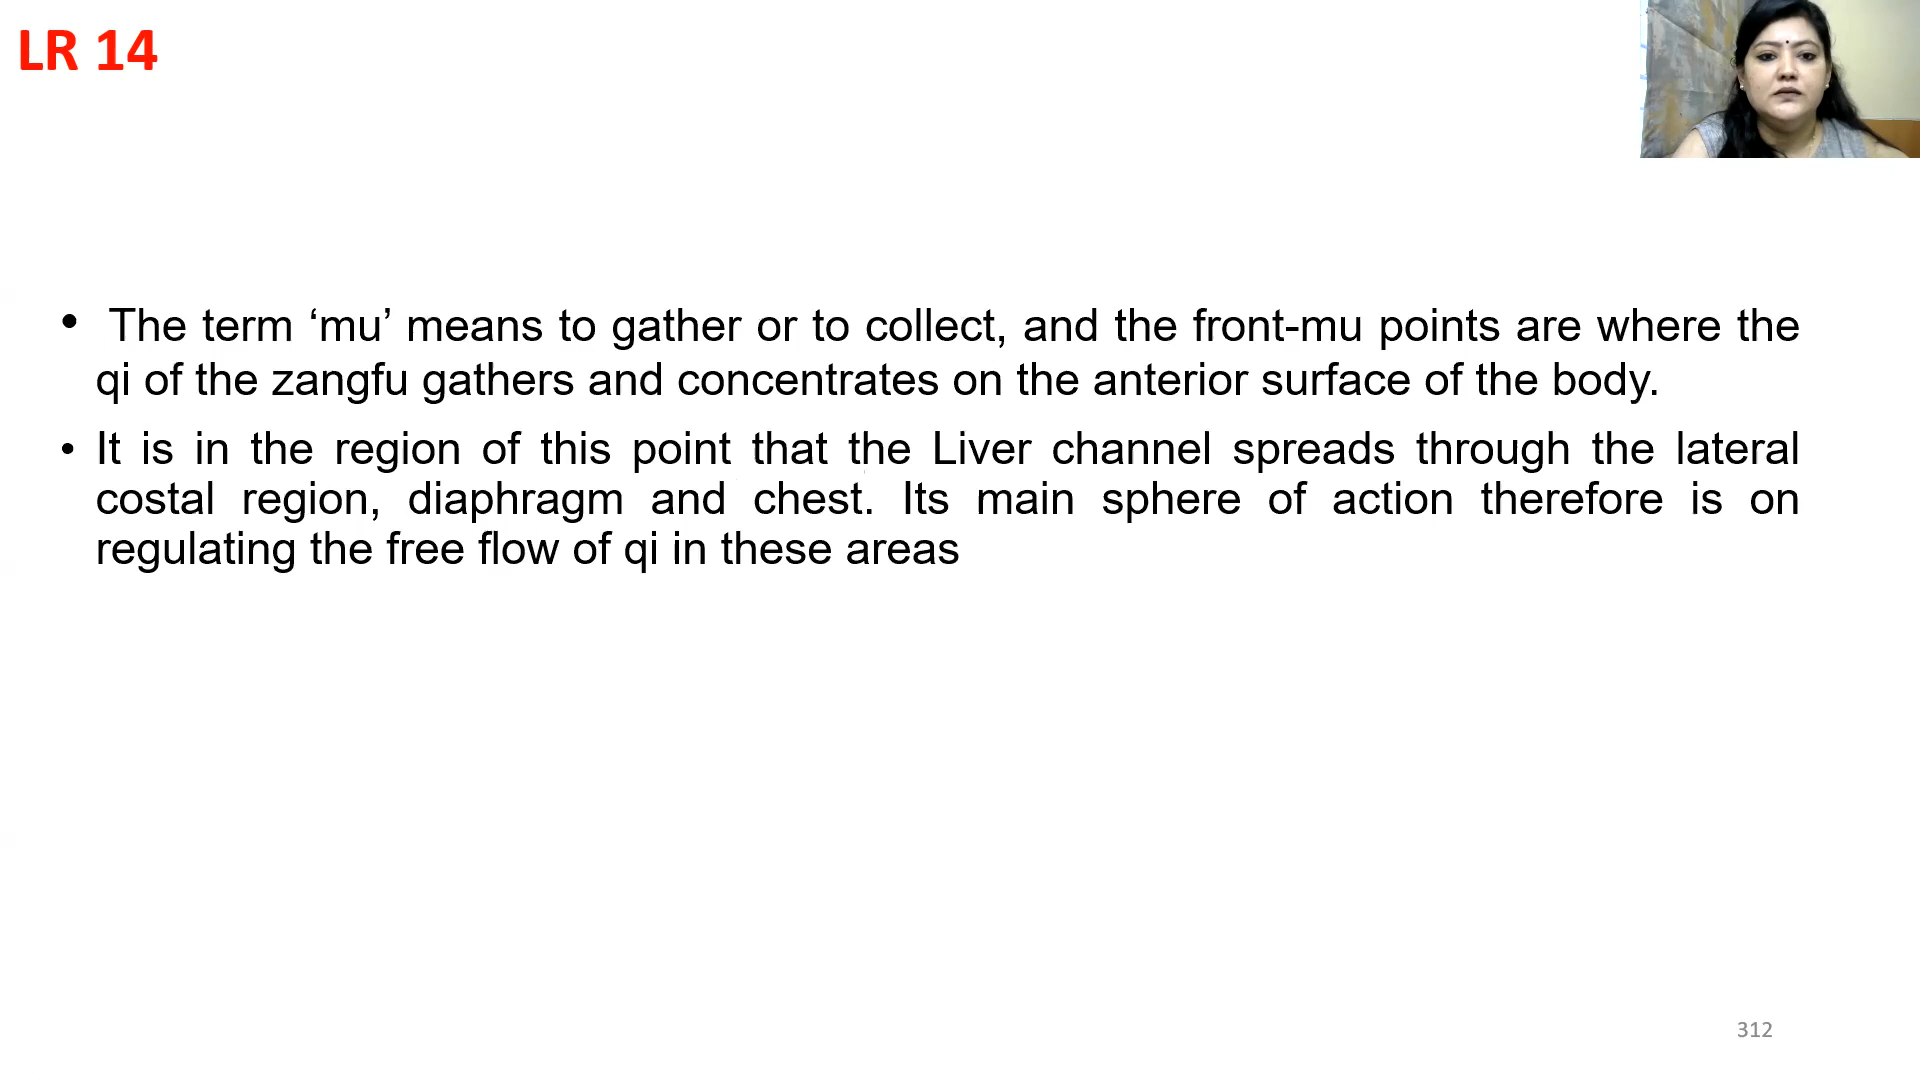 LR 14
• The term ‘mu’ means to gather or to collect, and the front-mu points are where the
qi of the zangfu gathers and concentrates on the anterior surface of the body.
• It is in the region of this point that the Liver channel spreads through the lateral
costal region, diaphragm and chest. Its main sphere of action therefore is on
regulating the free flow of qi in these areas
312